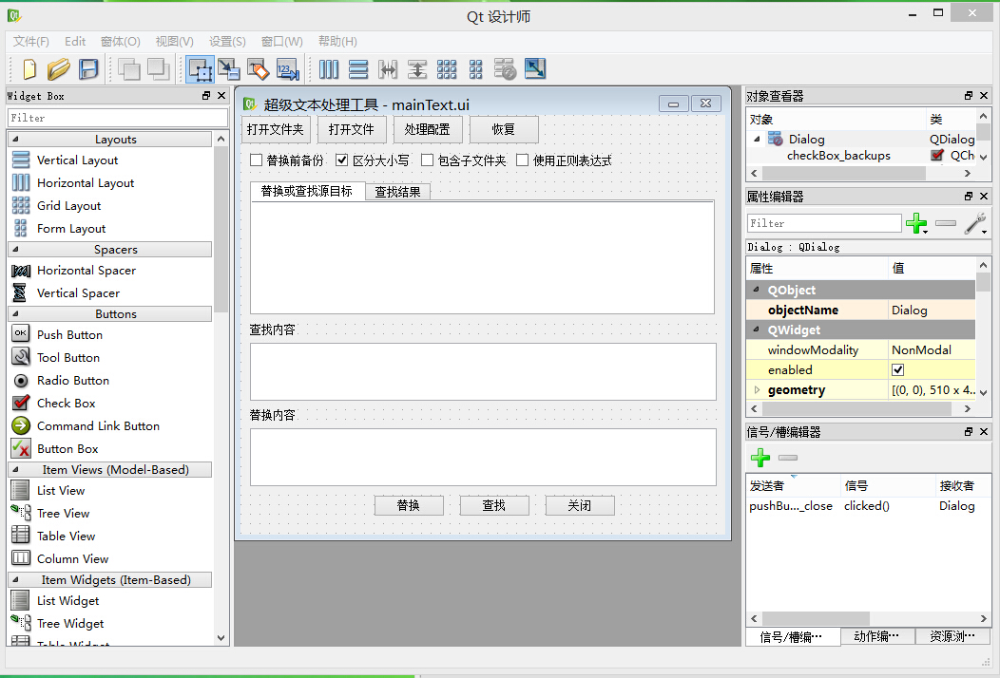 Qt 设计师
文件(F) Edit 窗体(O) 视图(V) 设置(S) 窗口(W) 帮助(H)
Widget Box
Filter
Layouts
Vertical Layout
Horizontal Layout
Grid Layout
Form Layout
Spacers
Horizontal Spacer
Vertical Spacer
Buttons
Push Button
Tool Button
Radio Button
Check Box
Command Link Button
Button Box
Item Views (Model-Based)
List View
Tree View
Table View
Column View
Item Widgets (Item-Based)
List Widget
Tree Widget
Table Widget
超级文本处理工具 - mainText.ui
打开文件夹 打开文件 处理配置 恢复
替换前备份 区分大小写 包含子文件夹 使用正则表达式
替换或查找源目标 查找结果
查找内容
替换内容
替换 查找 关闭
对象查看器
对象 类
Dialog QDialog
checkBox_backups QCh
属性编辑器
Filter
Dialog : QDialog
属性 值
QObject
objectName Dialog
QWidget
windowModality NonModal
enabled
geometry [(0, 0), 510 x 4...
信号/槽编辑器
发送者 信号 接收者
pushBu..._close clicked() Dialog
信号/槽编… 动作编… 资源浏…